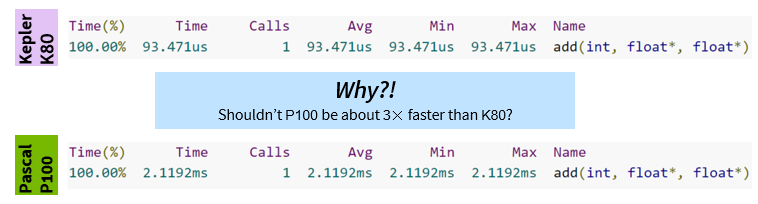 Kepler
K80
Time(%) Time Calls Avg Min Max Name
100.00% 93.471us 1 93.471us 93.471us 93.471us add(int, float*, float*)
Why?!
Shouldn’t P100 be about 3× faster than K80?
Pascal
P100
Time(%) Time Calls Avg Min Max Name
100.00% 2.1192ms 1 2.1192ms 2.1192ms 2.1192ms add(int, float*, float*)